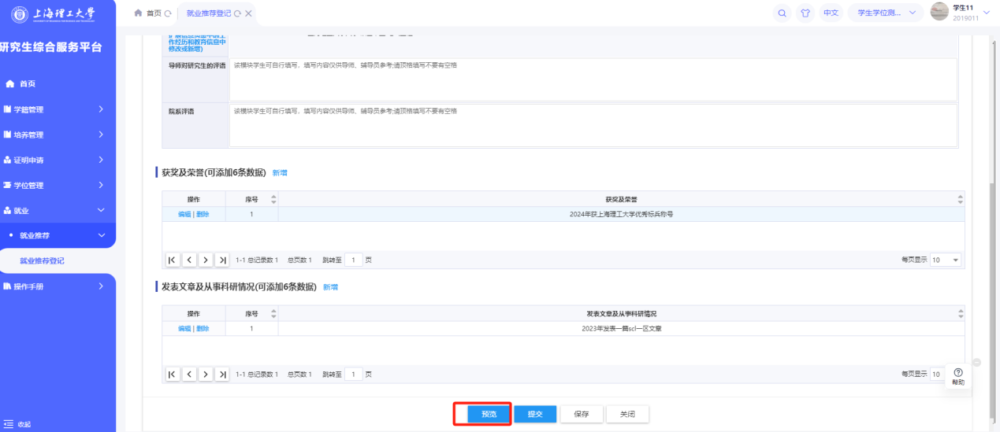 上海理工大学
首页
就业推荐登记
中文
学生学位测...
学生11
2019011
研究生综合服务平台
首页
学籍管理
培养管理
证明申请
学位管理
就业
就业推荐
就业推荐登记
操作手册
收起
作经历和教育信息中
修改或新增)
导师对研究生的评语
该模块学生可自行填写，填写内容仅供导师、辅导员参考;请顶格填写不要有空格
院系评语
该模块学生可自行填写，填写内容仅供导师、辅导员参考;请顶格填写不要有空格
获奖及荣誉(可添加6条数据) 新增
操作 序号 获奖及荣誉
编辑 | 删除 1 2024年获上海理工大学优秀标兵称号
1-1 总记录数 1 总页数 1 跳转至 1 页 每页显示 10
发表文章及从事科研情况(可添加6条数据) 新增
操作 序号 发表文章及从事科研情况
编辑 | 删除 1 2023年发表一篇scl一区文章
1-1 总记录数 1 总页数 1 跳转至 1 页 每页显示 10
帮助
预览 提交 保存 关闭